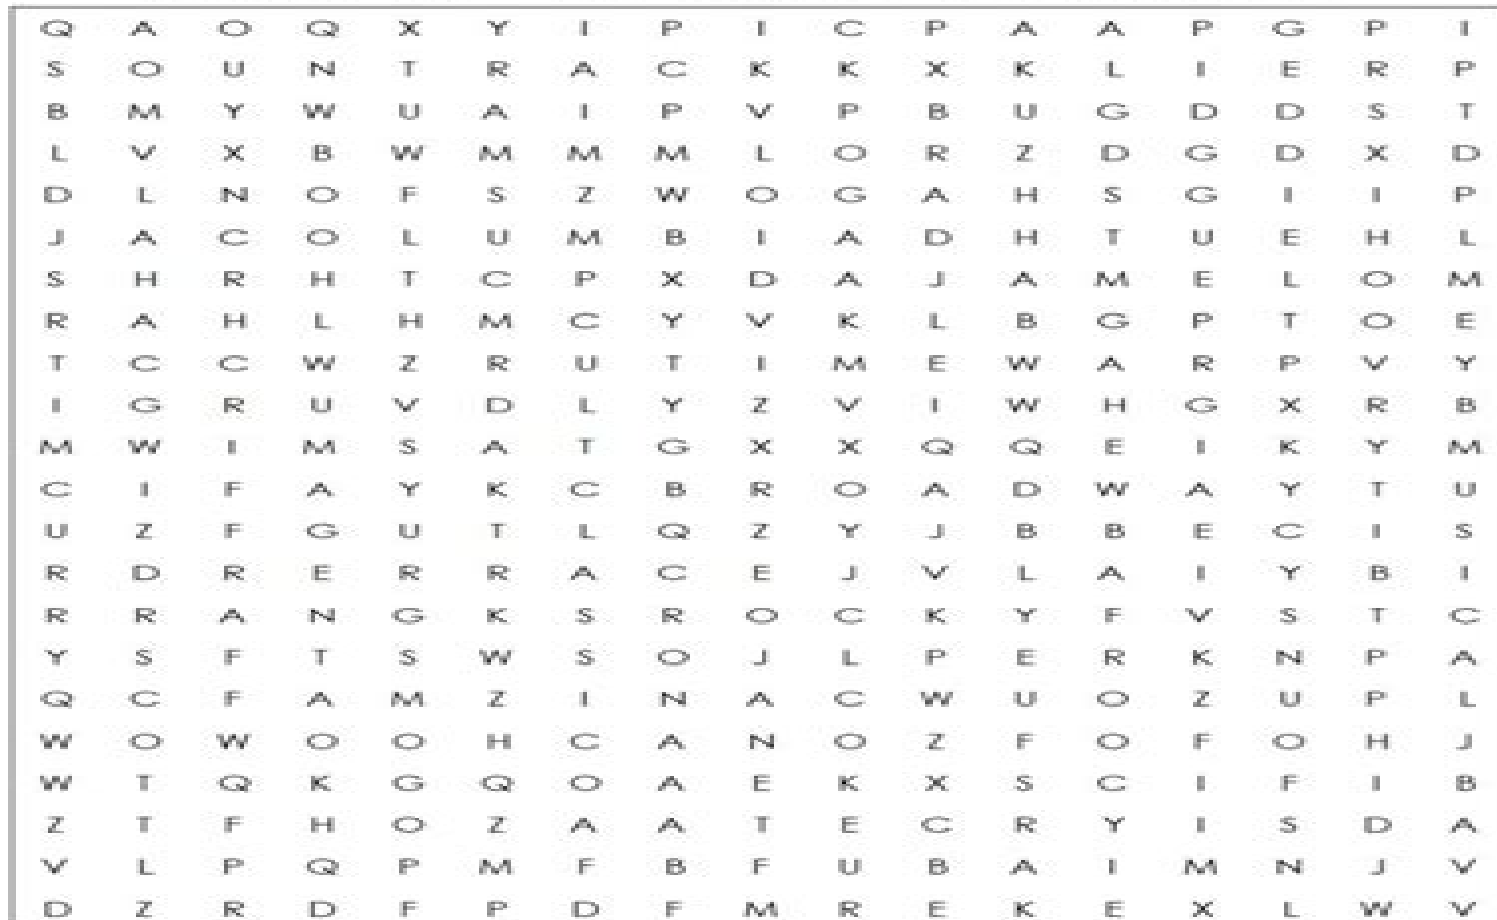 Q A O Q X Y I P I C P A A P G P I
S O U N T R A C K K X K L I E R P
B M Y W U A I P V P B U G D D S T
L V X B W M M M L O R Z D G D X D
D L N O F S Z W O G A H S G I I P
J A C O L U M B I A D H T U E H L
S H R H T C P X D A J A M E L O M
R A H L H M C Y V K L B G P T O E
T C C W Z R U T I M E W A R P V Y
I G R U V D L Y Z V I W H G X R B
M W I M S A T G X X Q Q E I K Y M
C I F A Y K C B R O A D W A Y T U
U Z F G U T L Q Z Y J B B E C I S
R D R E R R A C E J V L A I Y B I
R R A N G K S R O C K Y F V S T C
Y S F T S W S O J L P E R K N P A
Q C F A M Z I N A C W U O Z U P L
W O W O O H C A N O Z F O F O H J
W T Q K G Q O A E K X S C I F I B
Z T F H O Z A A T E C R Y I S D A
V L P Q P M F B F U B A I M N J V
D Z R D F P D F M R E K E X L W V